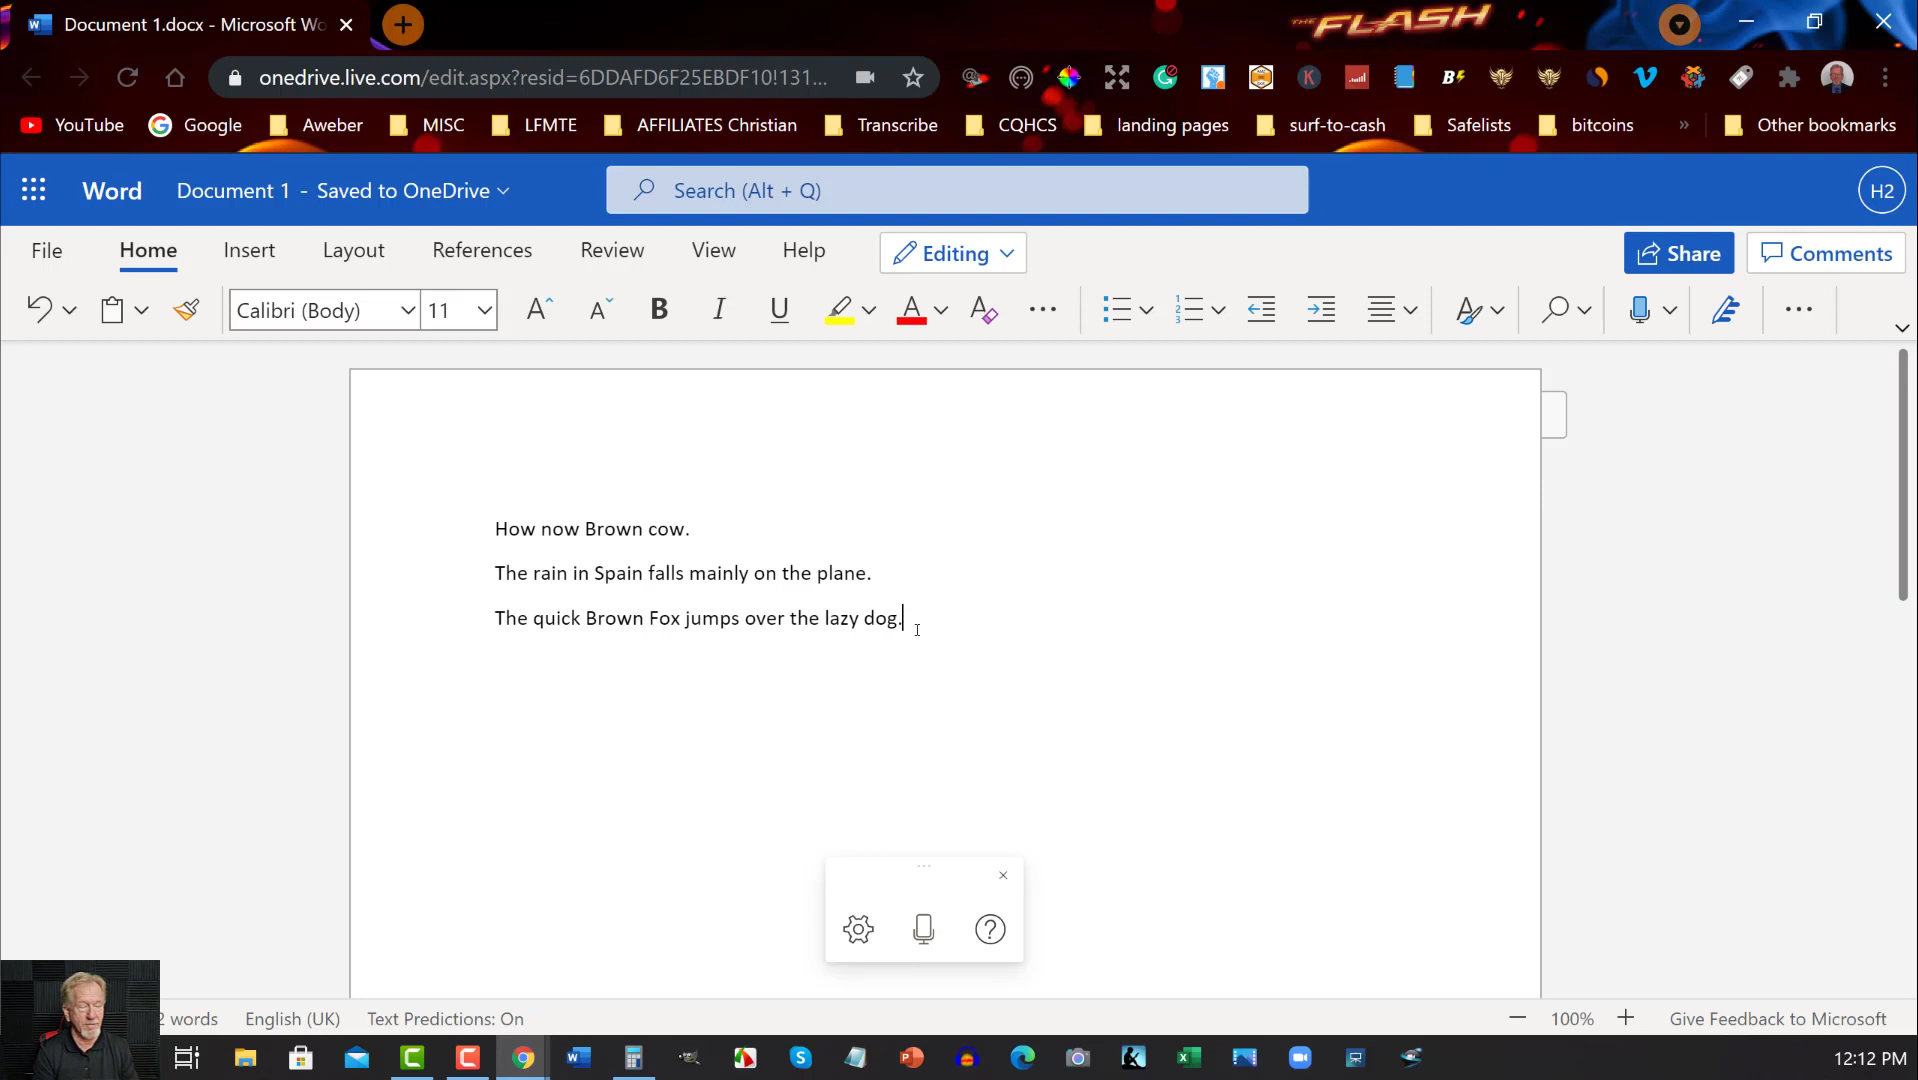 Document 1.docx - Microsoft Wo
THE FLASH
onedrive.live.com/edit.aspx?resid=6DDAFD6F25EBDF10!131...
YouTube Google Aweber MISC LFMTE AFFILIATES Christian Transcribe CQHCS landing pages surf-to-cash Safelists bitcoins » Other bookmarks
Word Document 1 - Saved to OneDrive Search (Alt + Q) H2
File Home Insert Layout References Review View Help Editing Share Comments
Calibri (Body) 11 A A B I U A A ...
How now Brown cow.
The rain in Spain falls mainly on the plane.
The quick Brown Fox jumps over the lazy dog.
2 words English (UK) Text Predictions: On 100% Give Feedback to Microsoft
12:12 PM